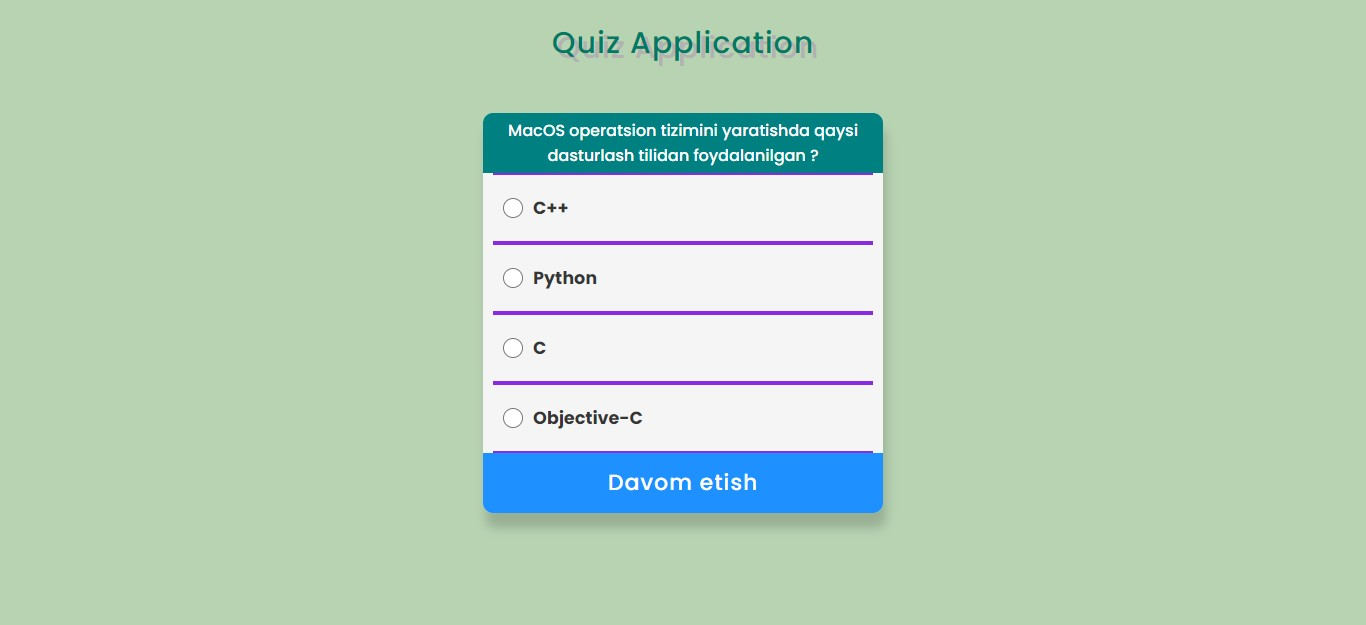 Quiz Application
MacOS operatsion tizimini yaratishda qaysi
dasturlash tilidan foydalanilgan ?
C++
Python
C
Objective-C
Davom etish